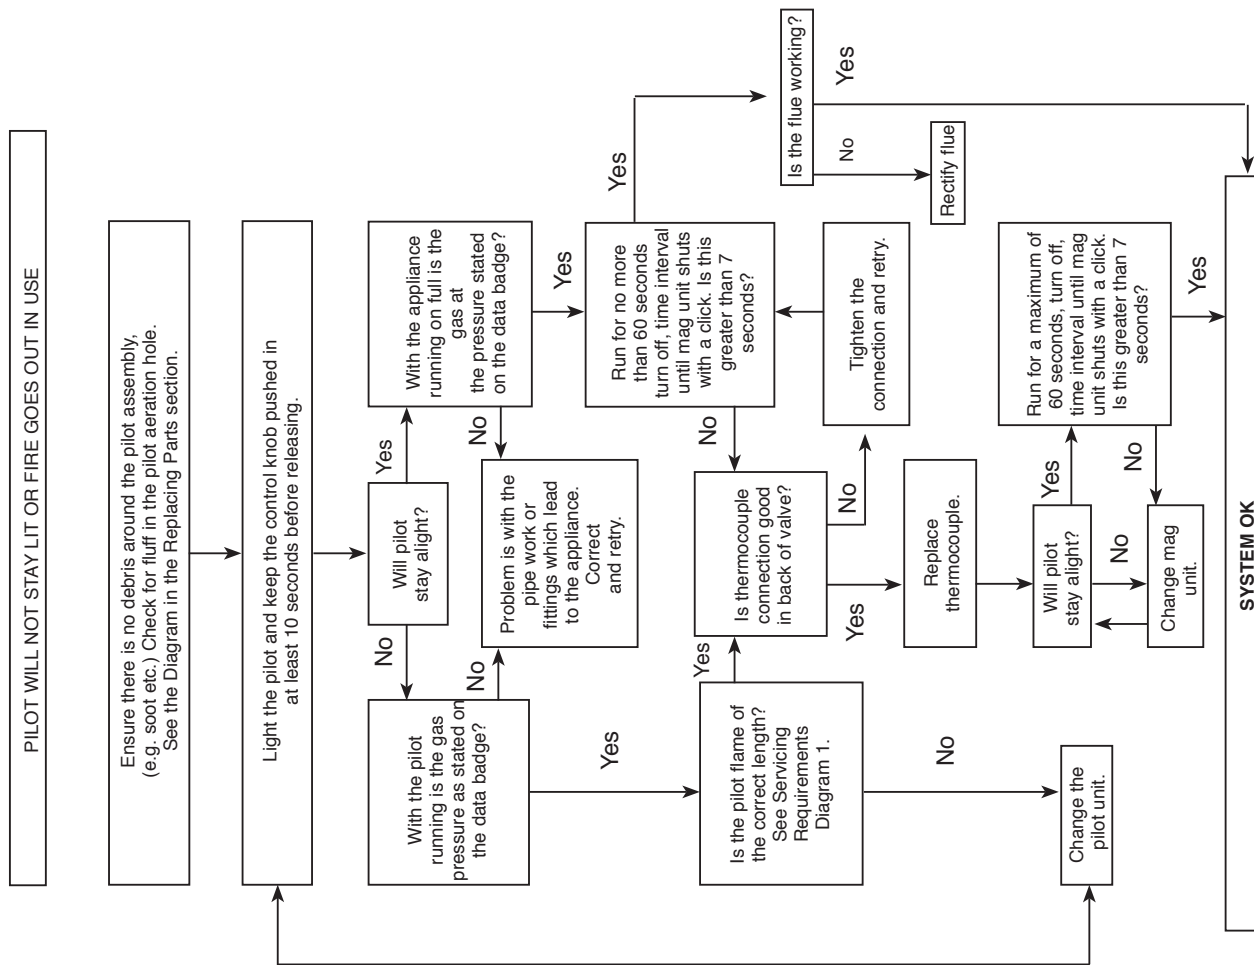 PILOT WILL NOT STAY LIT OR FIRE GOES OUT IN USE
Ensure there is no debris around the pilot assembly,
(e.g. soot etc.) Check for fluff in the pilot aeration hole.
See the Diagram in the Replacing Parts section.
Light the pilot and keep the control knob pushed in
at least 10 seconds before releasing.
Will pilot
stay alight?
No
Yes
With the pilot
running is the gas
pressure as stated on
the data badge?
With the appliance
running on full is the
gas at
the pressure stated
on the data badge?
No
No
Problem is with the
pipe work or
fittings which lead
to the appliance.
Correct
and retry.
Yes
Yes
Run for no more
than 60 seconds
turn off, time interval
until mag unit shuts
with a click. Is this
greater than 7
seconds?
Yes
Is the flue working?
No
Yes
Rectify flue
Is the pilot flame of
the correct length?
See Servicing
Requirements
Diagram 1.
Yes
No
Is thermocouple
connection good
in back of valve?
Yes
No
Tighten the
connection and retry.
Replace
thermocouple.
No
Change the
pilot unit.
Will pilot
stay alight?
Yes
No
Change mag
unit.
Run for a maximum of
60 seconds, turn off,
time interval until mag
unit shuts with a click.
Is this greater than 7
seconds?
No
Yes
SYSTEM OK